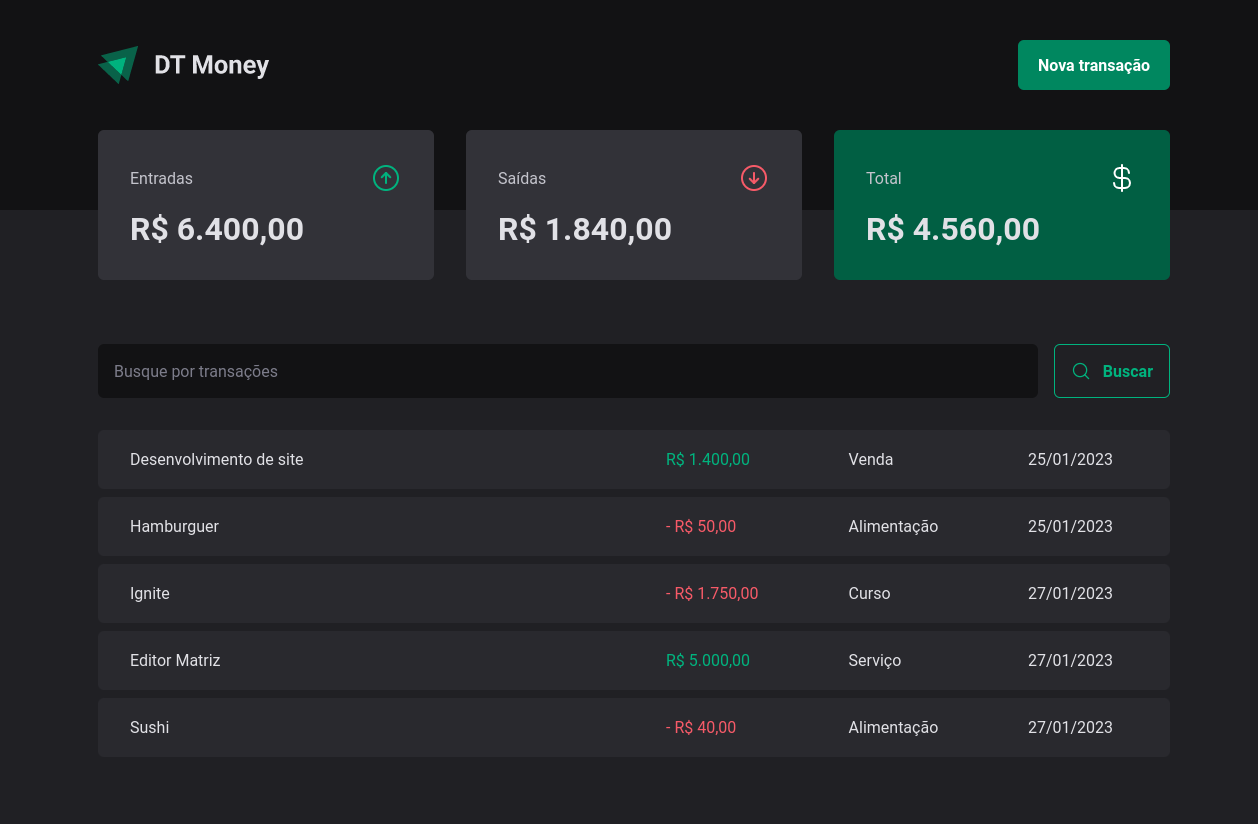 DT Money
Nova transação
Entradas
R$ 6.400,00
Saídas
R$ 1.840,00
Total
$
R$ 4.560,00
Busque por transações
Buscar
Desenvolvimento de site R$ 1.400,00 Venda 25/01/2023
Hamburguer - R$ 50,00 Alimentação 25/01/2023
Ignite - R$ 1.750,00 Curso 27/01/2023
Editor Matriz R$ 5.000,00 Serviço 27/01/2023
Sushi - R$ 40,00 Alimentação 27/01/2023